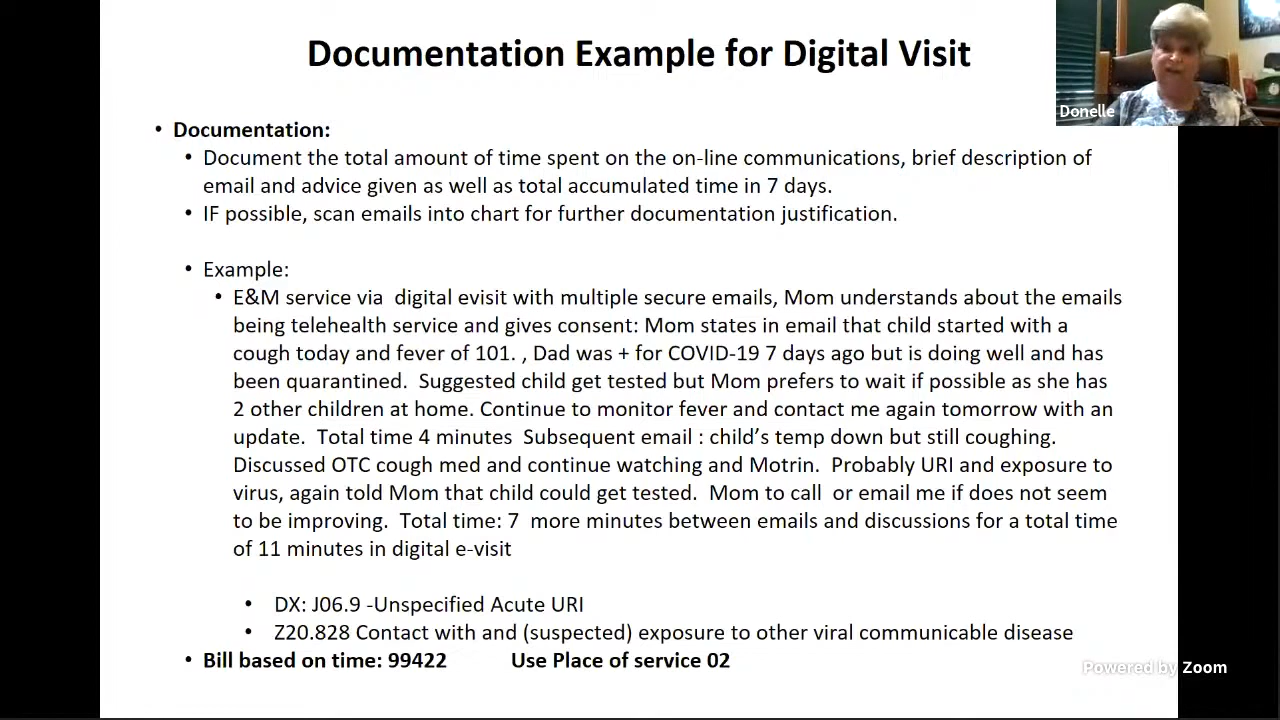 Documentation Example for Digital Visit
Donelle
• Documentation:
• Document the total amount of time spent on the on-line communications, brief description of
email and advice given as well as total accumulated time in 7 days.
• IF possible, scan emails into chart for further documentation justification.
• Example:
• E&M service via  digital evisit with multiple secure emails, Mom understands about the emails
being telehealth service and gives consent: Mom states in email that child started with a
cough today and fever of 101. , Dad was + for COVID-19 7 days ago but is doing well and has
been quarantined.  Suggested child get tested but Mom prefers to wait if possible as she has
2 other children at home. Continue to monitor fever and contact me again tomorrow with an
update.  Total time 4 minutes  Subsequent email : child’s temp down but still coughing.
Discussed OTC cough med and continue watching and Motrin.  Probably URI and exposure to
virus, again told Mom that child could get tested.  Mom to call  or email me if does not seem
to be improving.  Total time: 7  more minutes between emails and discussions for a total time
of 11 minutes in digital e-visit
• DX: J06.9 -Unspecified Acute URI
• Z20.828 Contact with and (suspected) exposure to other viral communicable disease
• Bill based on time: 99422 Use Place of service 02
Powered by Zoom